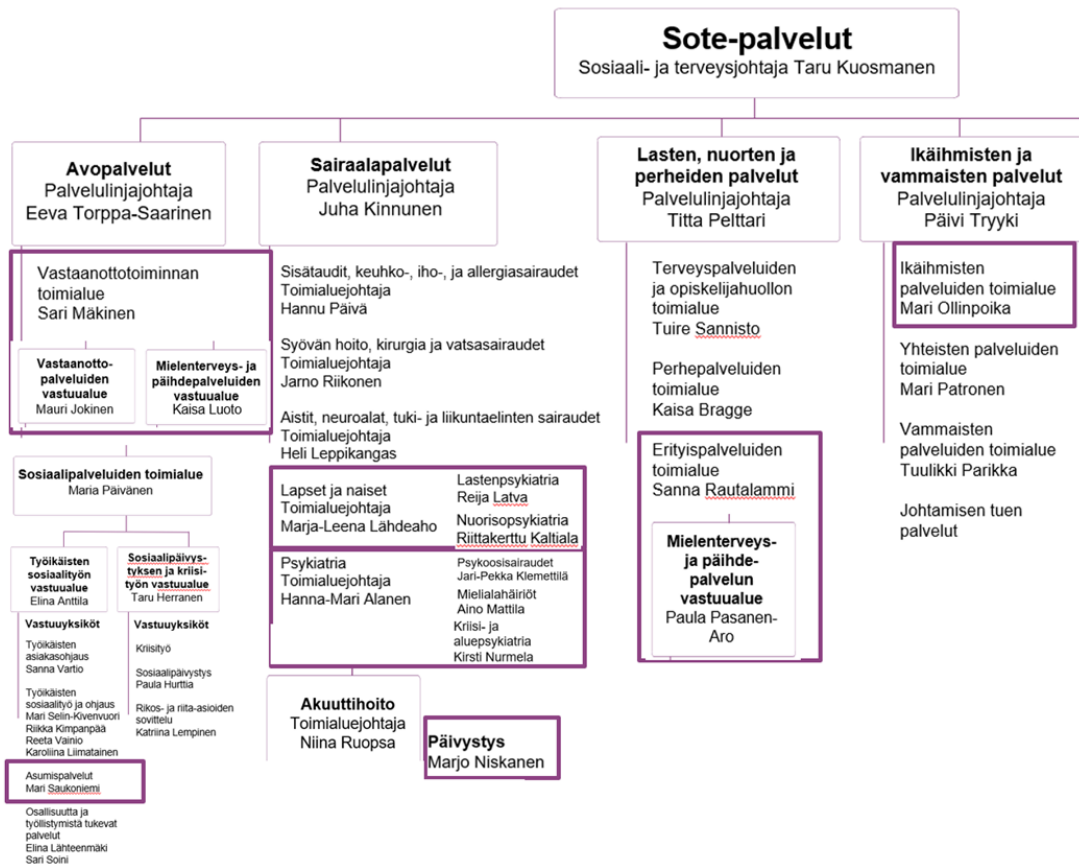 Sote-palvelut
Sosiaali- ja terveysjohtaja Taru Kuosmanen
Avopalvelut
Palvelulinjajohtaja
Eeva Torppa-Saarinen
Vastaanottotoiminnan
toimialue
Sari Mäkinen
Vastaanotto-
palveluiden
vastuualue
Mauri Jokinen
Mielenterveys- ja
päihdepalveluiden
vastuualue
Kaisa Luoto
Sosiaalipalveluiden toimialue
Maria Päivänen
Työikäisten
sosiaalityön
vastuualue
Elina Anttila
Vastuuyksiköt
Työikäisten
asiakasohjaus
Sanna Vartio
Työikäisten
sosiaalityö ja ohjaus
Mari Selin-Kivenvuori
Riikka Kimpanpää
Reeta Vainio
Karoliina Liimatainen
Asumispalvelut
Mari Saukoniemi
Osallisuutta ja
työllistymistä tukevat
palvelut
Elina Lähteenmäki
Sari Soini
Sosiaalipäivys-
tyksen ja kriisi-
työn vastuualue
Taru Herranen
Vastuuyksiköt
Kriisityö
Sosiaalipäivystys
Paula Hurttia
Rikos- ja riita-asioiden
sovittelu
Katriina Lempinen
Sairaalapalvelut
Palvelulinjajohtaja
Juha Kinnunen
Sisätaudit, keuhko-, iho-, ja allergiasairaudet
Toimialuejohtaja
Hannu Päivä
Syövän hoito, kirurgia ja vatsasairaudet
Toimialuejohtaja
Jarno Riikonen
Aistit, neuroalat, tuki- ja liikuntaelinten sairaudet
Toimialuejohtaja
Heli Leppikangas
Lapset ja naiset
Toimialuejohtaja
Marja-Leena Lähdeaho
Lastenpsykiatria
Reija Latva
Nuorisopsykiatria
Riittakerttu Kaltiala
Psykiatria
Toimialuejohtaja
Hanna-Mari Alanen
Psykoosisairaudet
Jari-Pekka Klemettilä
Mielialahäiriöt
Aino Mattila
Kriisi- ja
aluepsykiatria
Kirsti Nurmela
Akuuttihoito
Toimialuejohtaja
Niina Ruopsa
Päivystys
Marjo Niskanen
Lasten, nuorten ja
perheiden palvelut
Palvelulinjajohtaja
Titta Pelttari
Terveyspalveluiden
ja opiskelijahuollon
toimialue
Tuire Sannisto
Perhepalveluiden
toimialue
Kaisa Bragge
Erityispalveluiden
toimialue
Sanna Rautalammi
Mielenterveys-
ja päihde-
palvelun
vastuualue
Paula Pasanen-
Aro
Ikäihmisten ja
vammaisten palvelut
Palvelulinjajohtaja
Päivi Tryyki
Ikäihmisten
palveluiden toimialue
Mari Ollinpoika
Yhteisten palveluiden
toimialue
Mari Patronen
Vammaisten
palveluiden toimialue
Tuulikki Parikka
Johtamisen tuen
palvelut